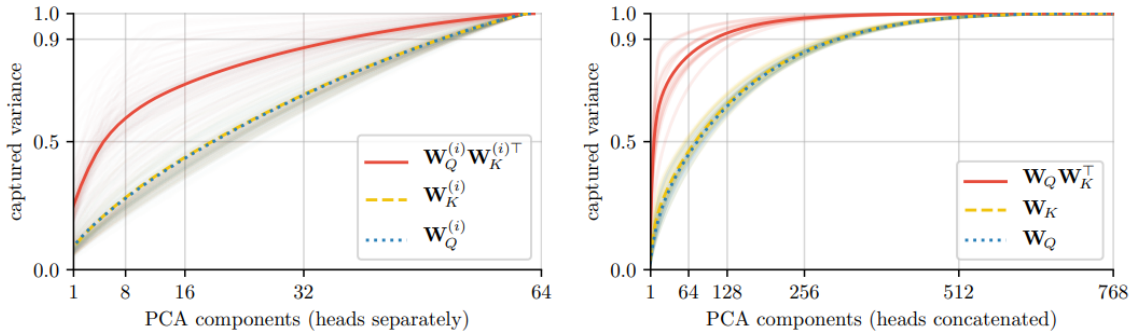 captured variance
1.0
0.9
0.5
0.0
W_Q^{(i)} W_K^{(i)⊤}
W_K^{(i)}
W_Q^{(i)}
1 8 16 32 64
PCA components (heads separately)
captured variance
1.0
0.9
0.5
0.0
W_Q W_K^⊤
W_K
W_Q
1 64 128 256 512 768
PCA components (heads concatenated)